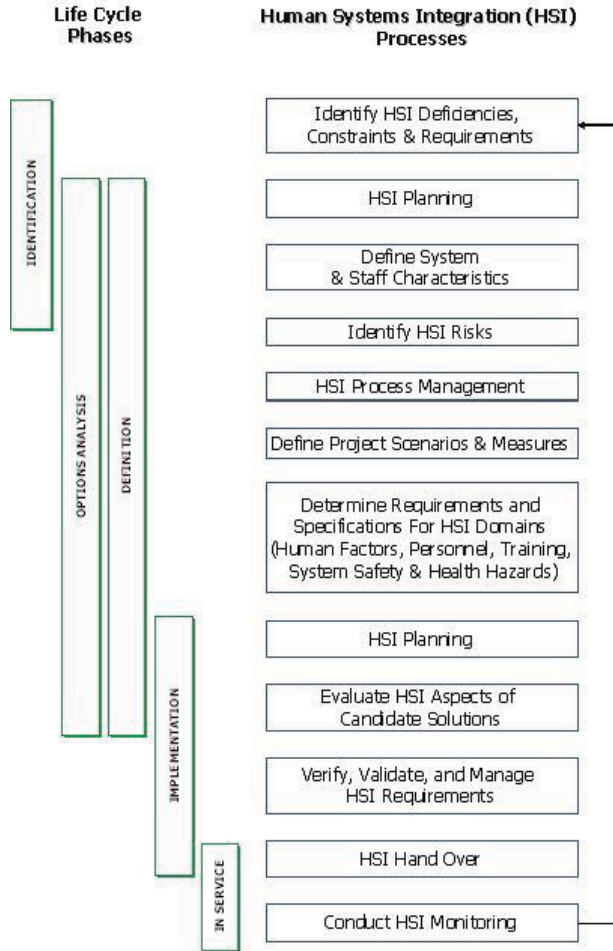 Life Cycle
Phases
Human Systems Integration (HSI)
Processes
IDENTIFICATION
OPTIONS ANALYSIS
DEFINITION
IMPLEMENTATION
IN SERVICE
Identify HSI Deficiencies,
Constraints & Requirements
HSI Planning
Define System
& Staff Characteristics
Identify HSI Risks
HSI Process Management
Define Project Scenarios & Measures
Determine Requirements and
Specifications For HSI Domains
(Human Factors, Personnel, Training,
System Safety & Health Hazards)
HSI Planning
Evaluate HSI Aspects of
Candidate Solutions
Verify, Validate, and Manage
HSI Requirements
HSI Hand Over
Conduct HSI Monitoring